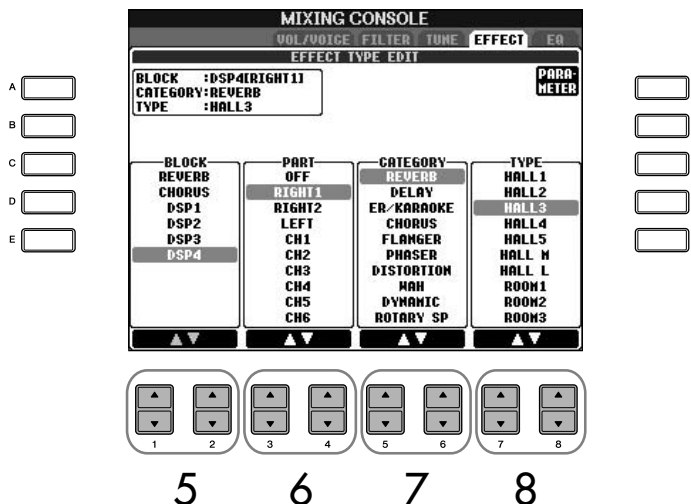 MIXING CONSOLE
VOL/VOICE FILTER TUNE EFFECT EQ
EFFECT TYPE EDIT
BLOCK :DSP4[RIGHT1]
CATEGORY:REVERB
TYPE :HALL3
PARA-
METER
A
B
C
D
E
BLOCK
REVERB
CHORUS
DSP1
DSP2
DSP3
DSP4
PART
OFF
RIGHT1
RIGHT2
LEFT
CH1
CH2
CH3
CH4
CH5
CH6
CATEGORY
REVERB
DELAY
ER/KARAOKE
CHORUS
FLANGER
PHASER
DISTORTION
WAH
DYNAMIC
ROTARY SP
TYPE
HALL1
HALL2
HALL3
HALL4
HALL5
HALL M
HALL L
ROOM1
ROOM2
ROOM3
1 2 3 4 5 6 7 8
5 6 7 8